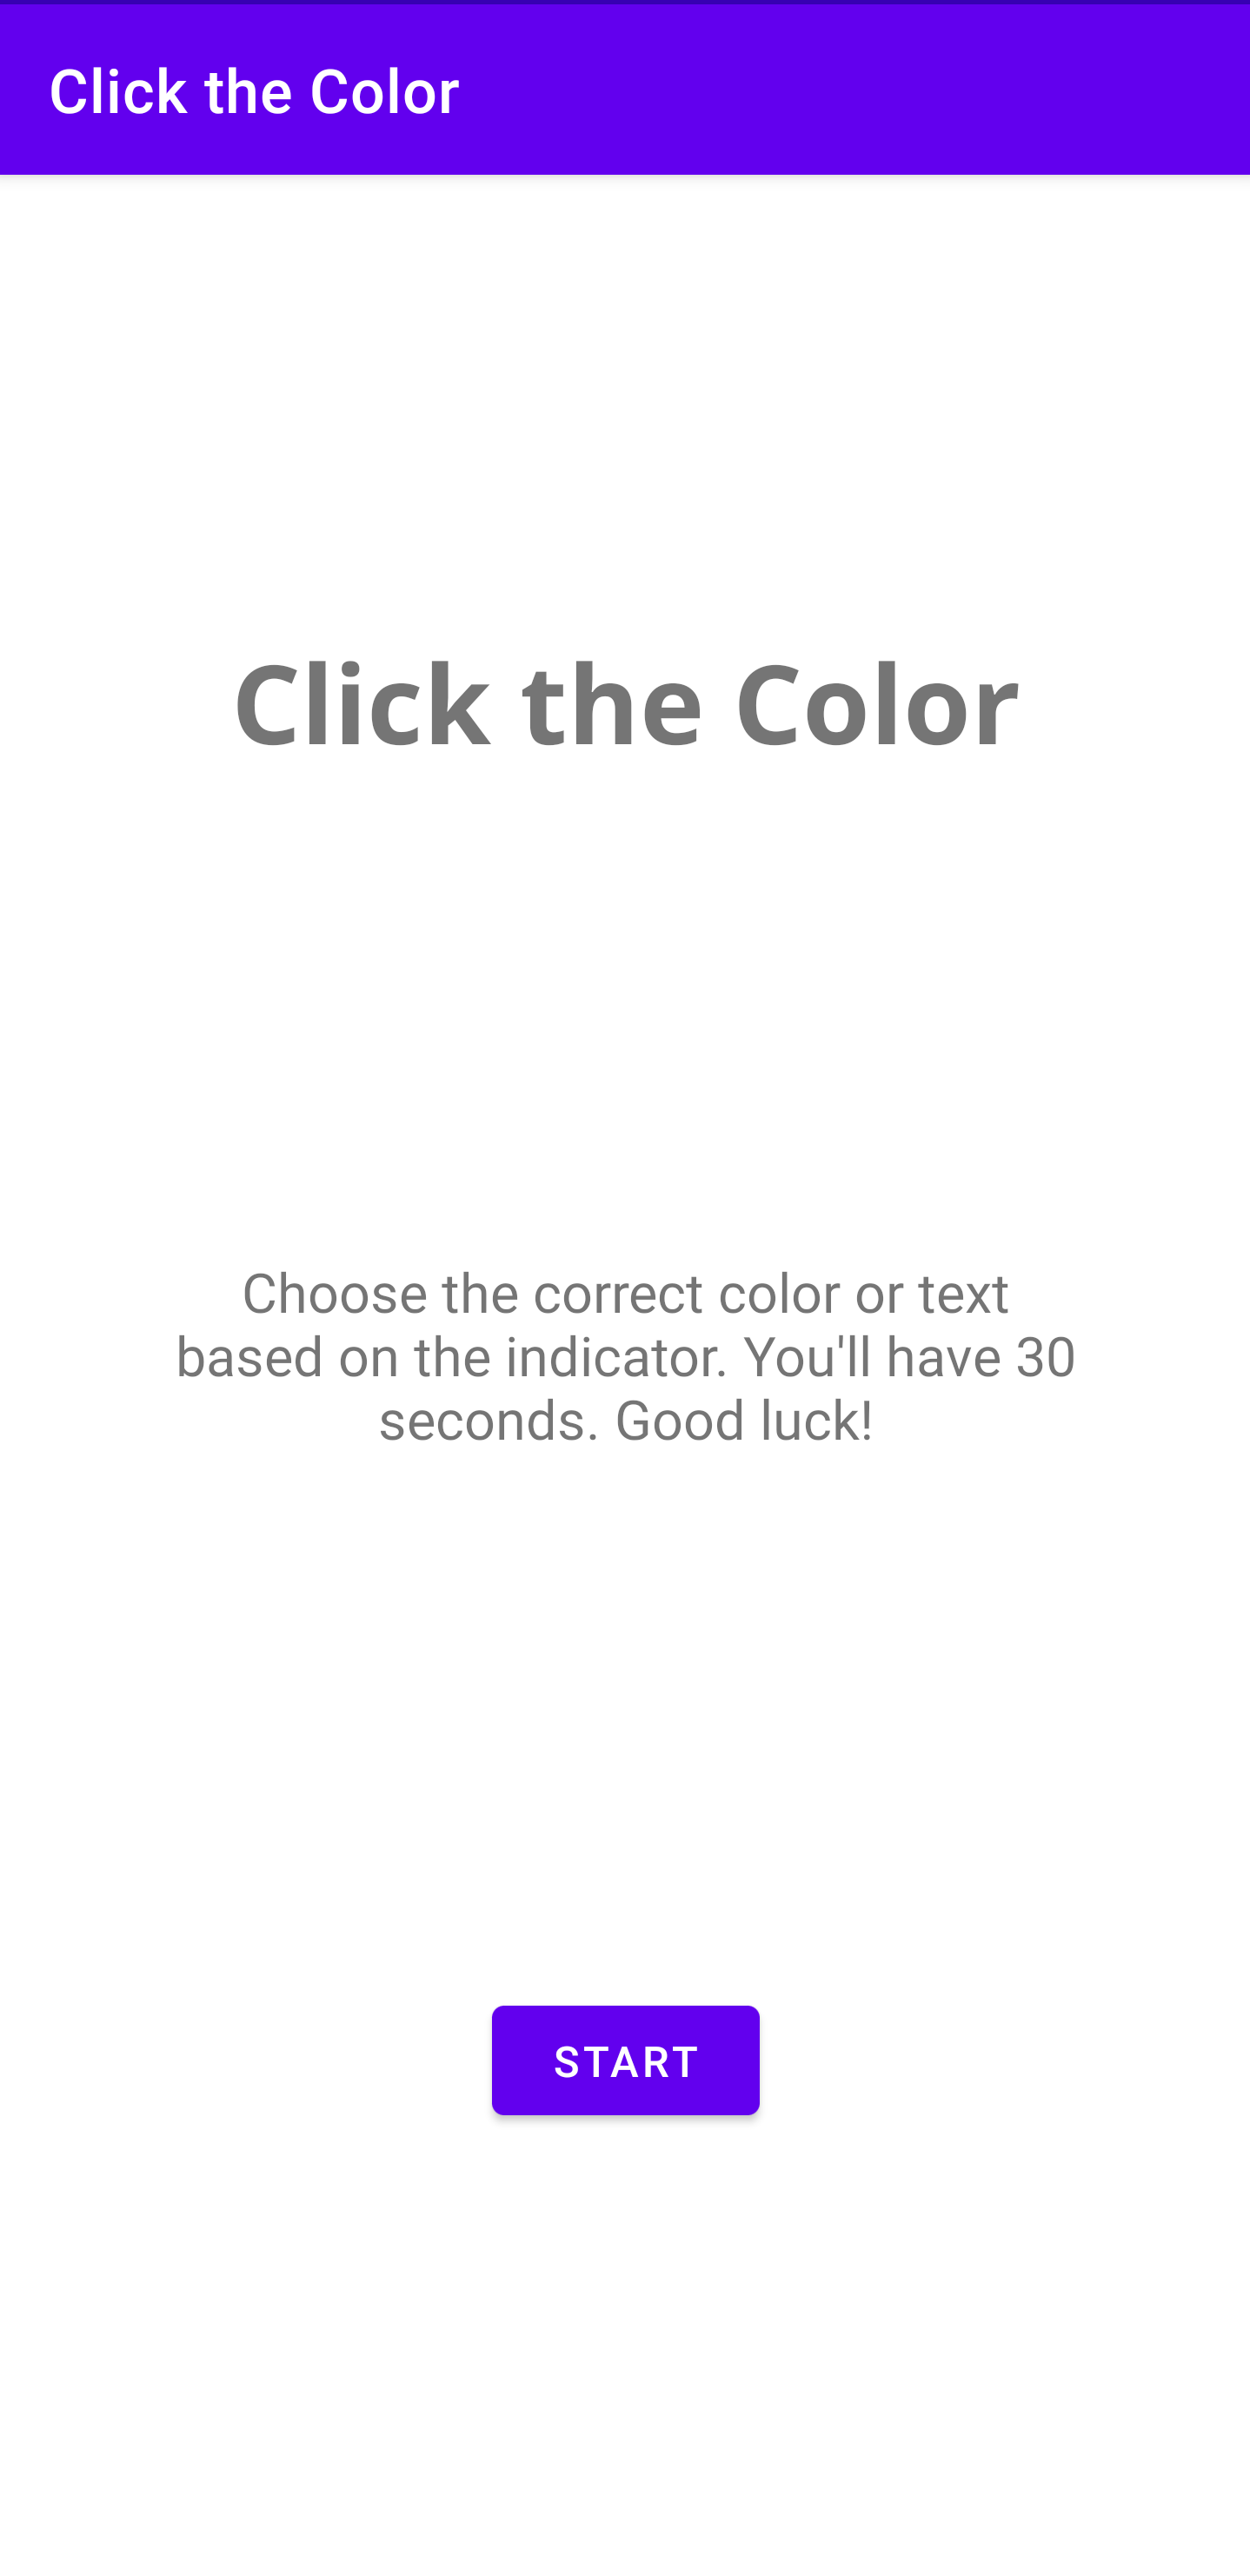 Click the Color
Click the Color
Choose the correct color or text
based on the indicator. You'll have 30
seconds. Good luck!
START